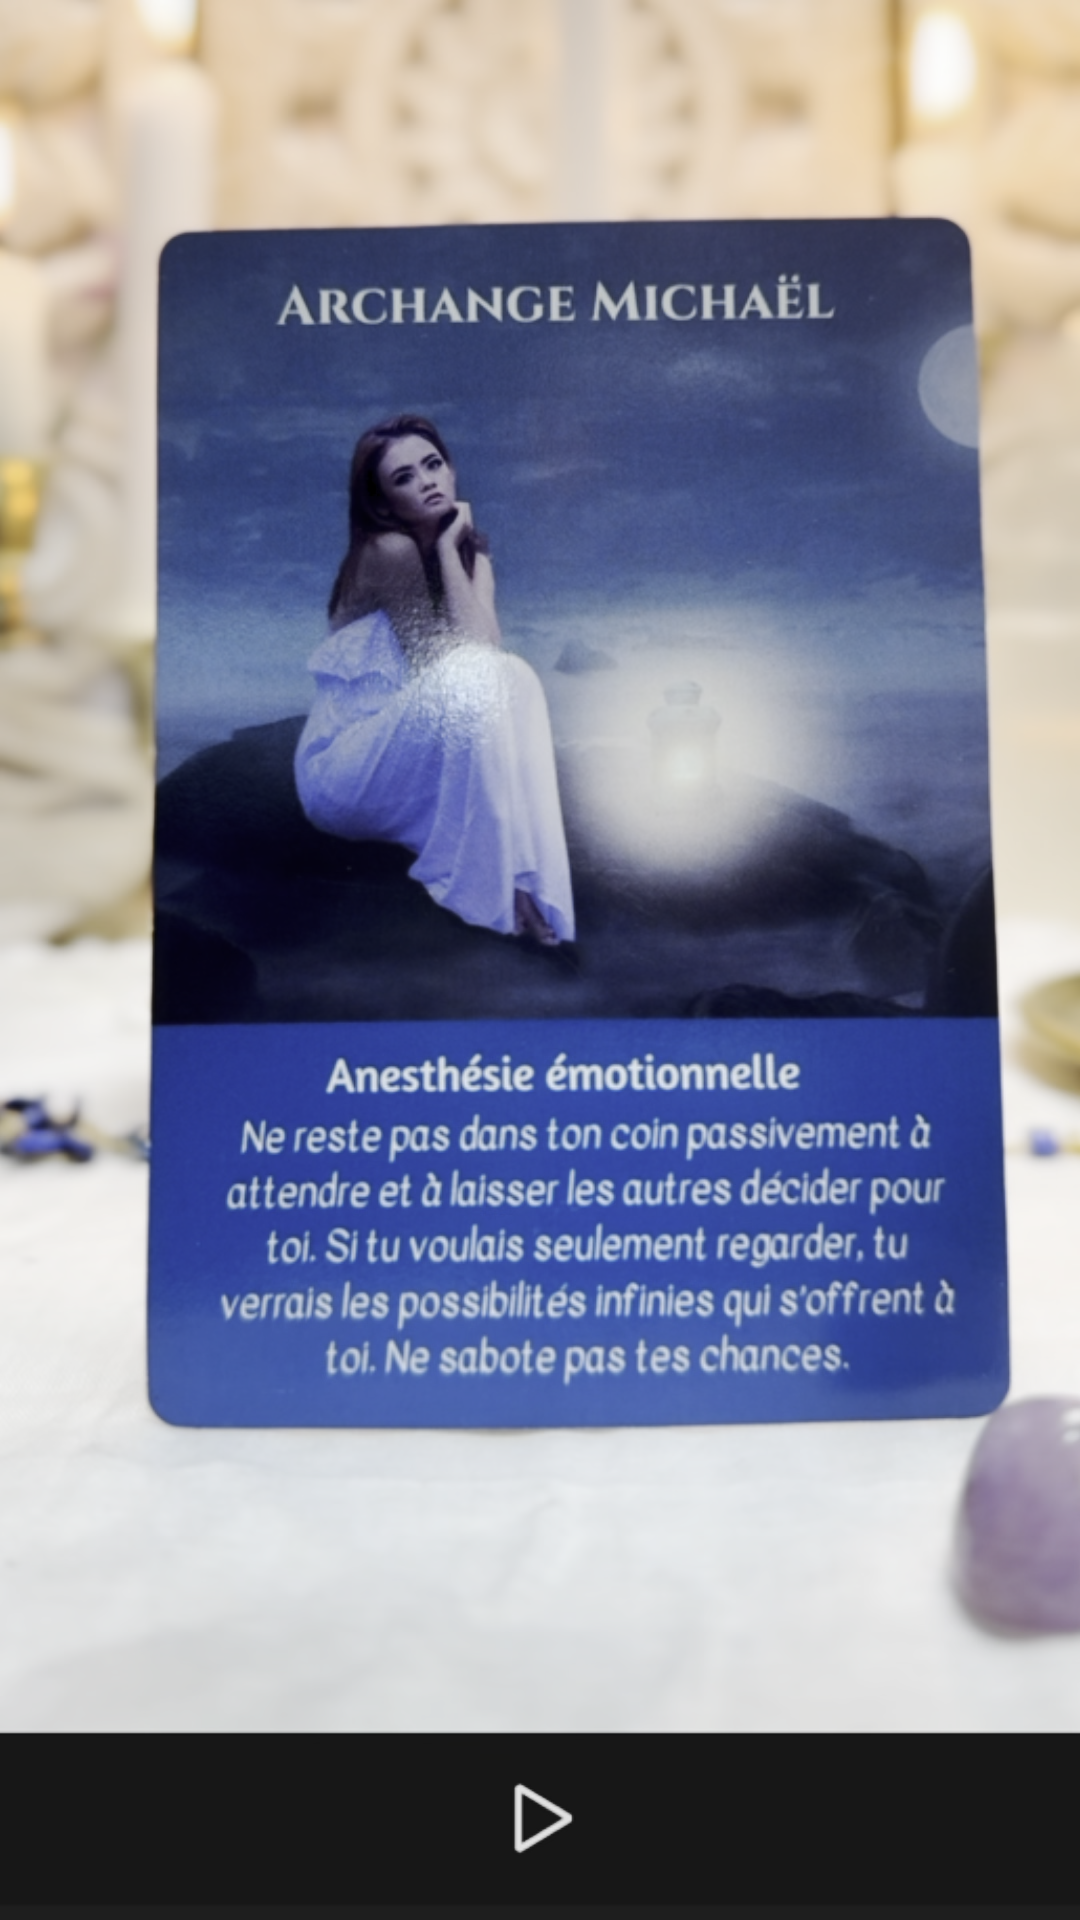 ARCHANGE MICHAËL
Anesthésie émotionnelle
Ne reste pas dans ton coin passivement à
attendre et à laisser les autres décider pour
toi. Si tu voulais seulement regarder, tu
verrais les possibilités infinies qui s'offrent à
toi. Ne sabote pas tes chances.